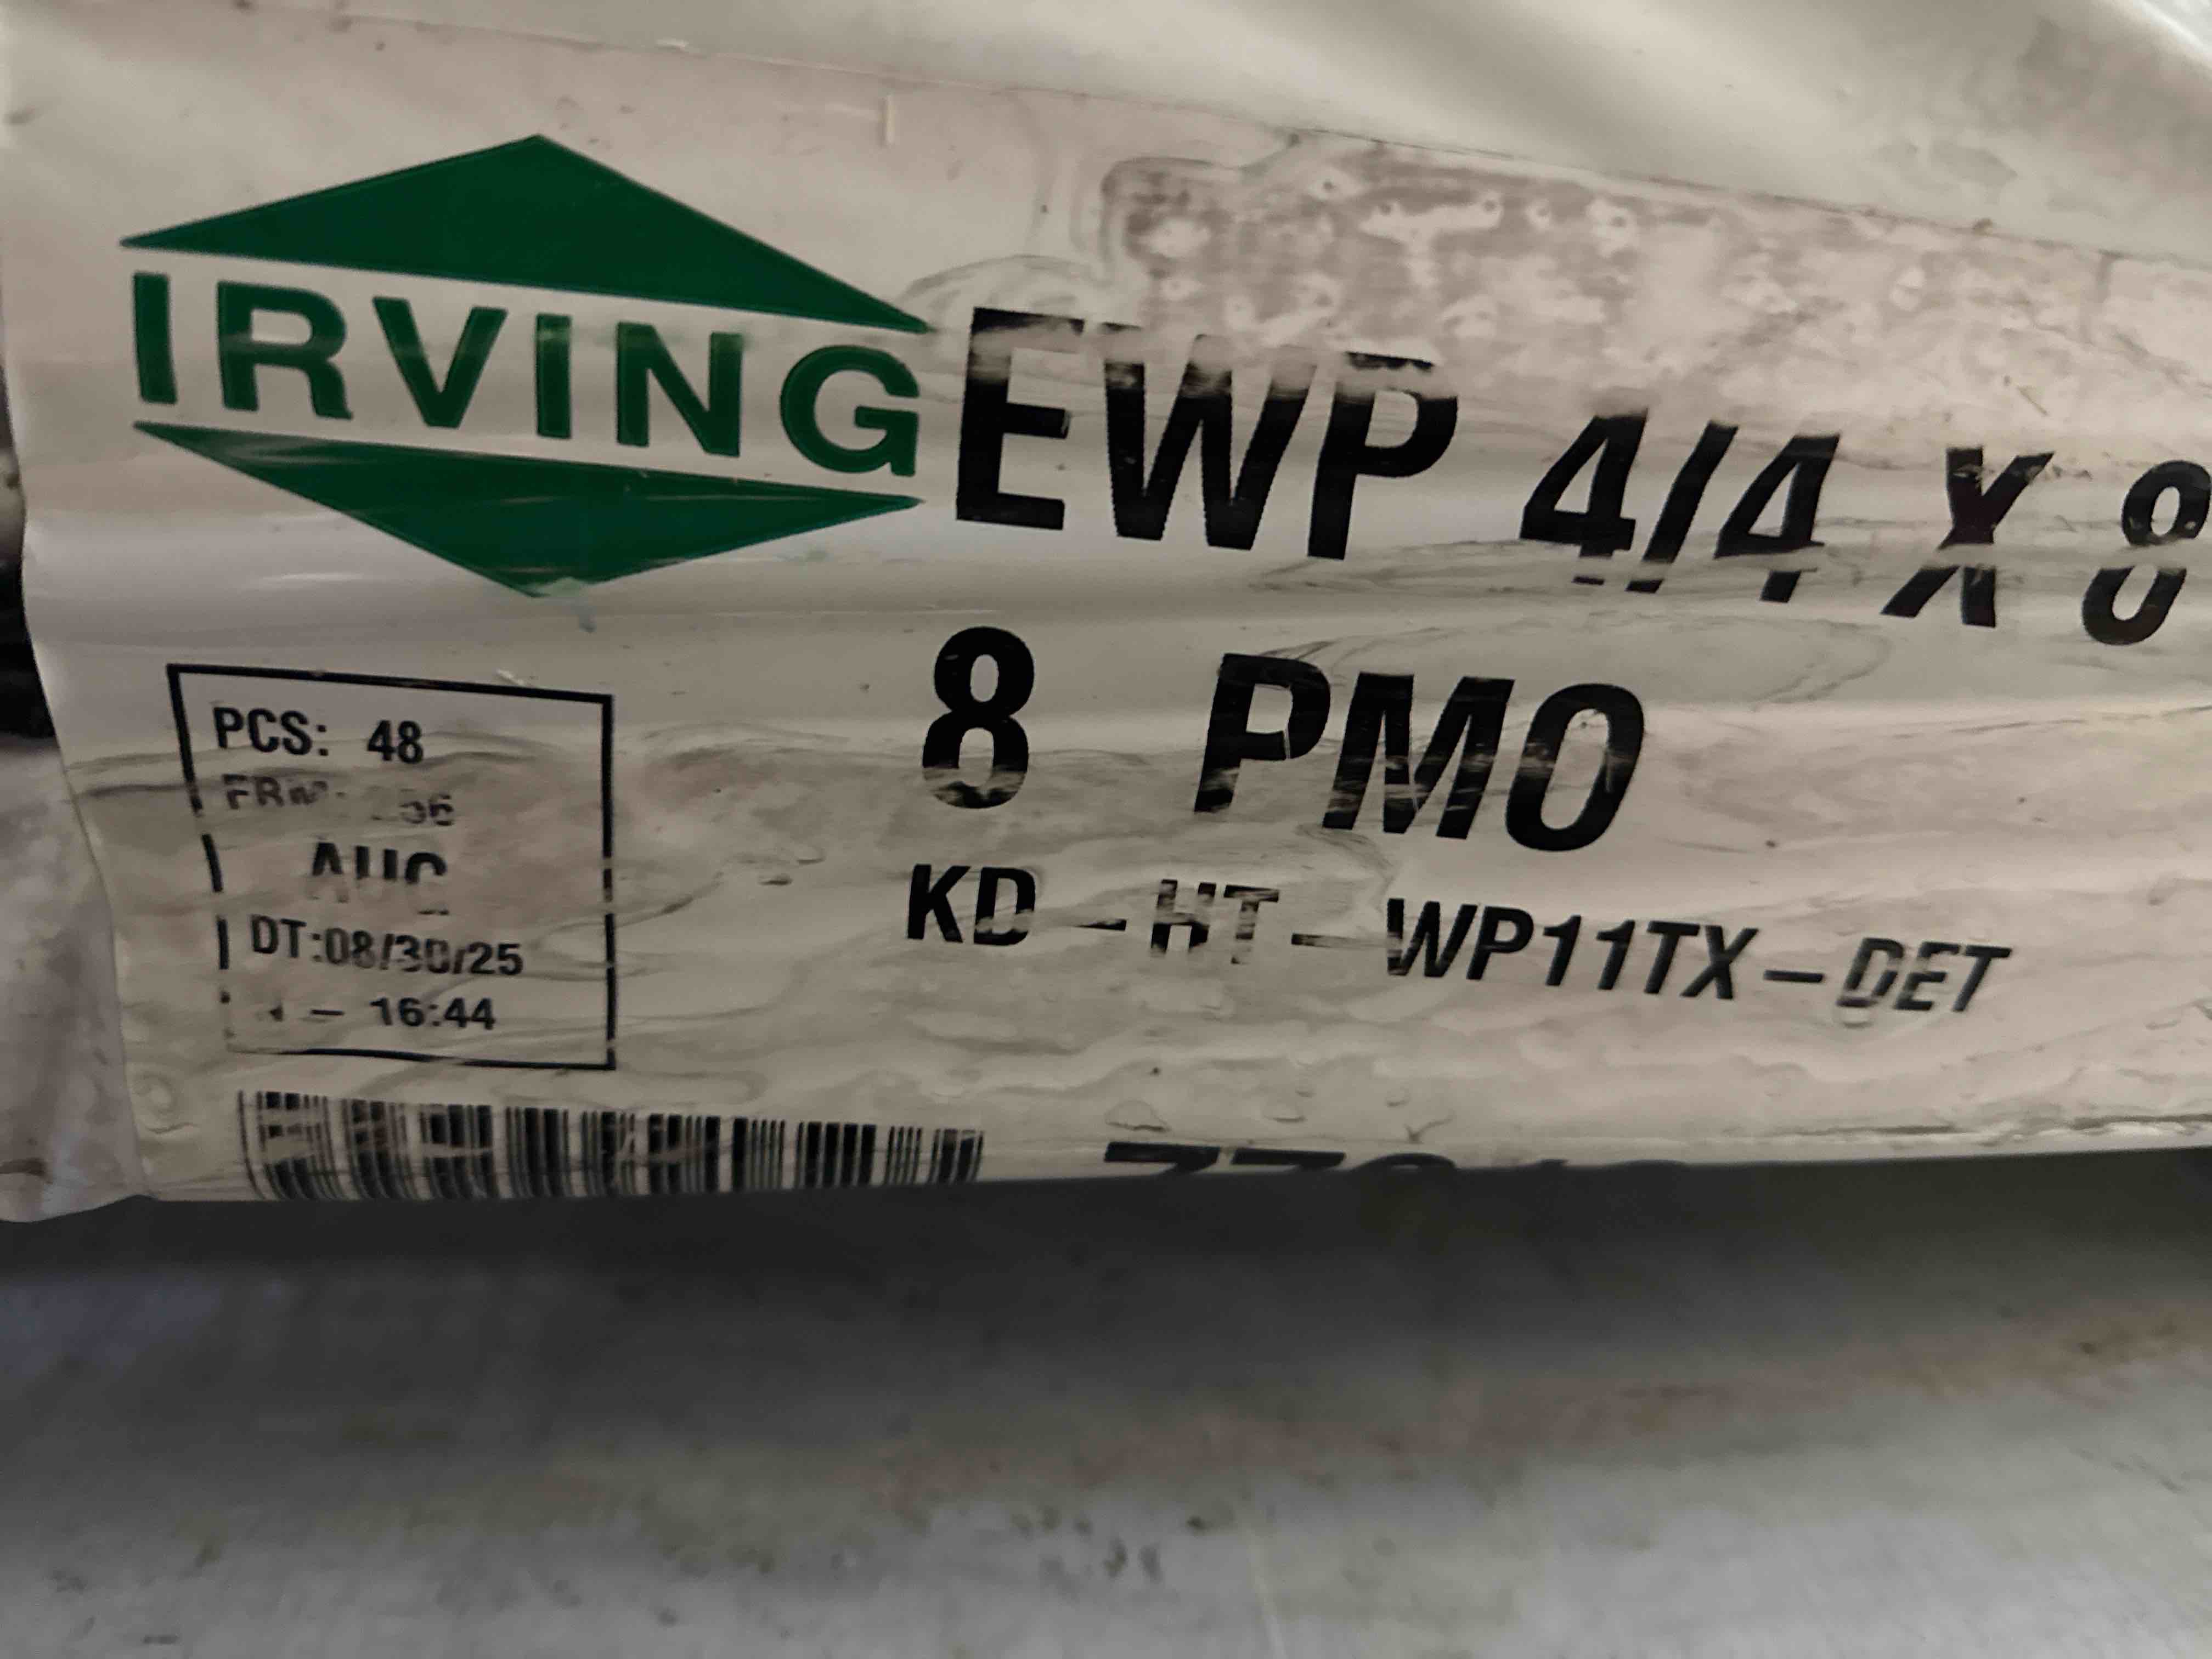 IRVING
EWP 4/4 X 8
8 PMO
KD-HT-WP11TX-DET
PCS: 48
AUG
DT:08/30/25
- 16:44